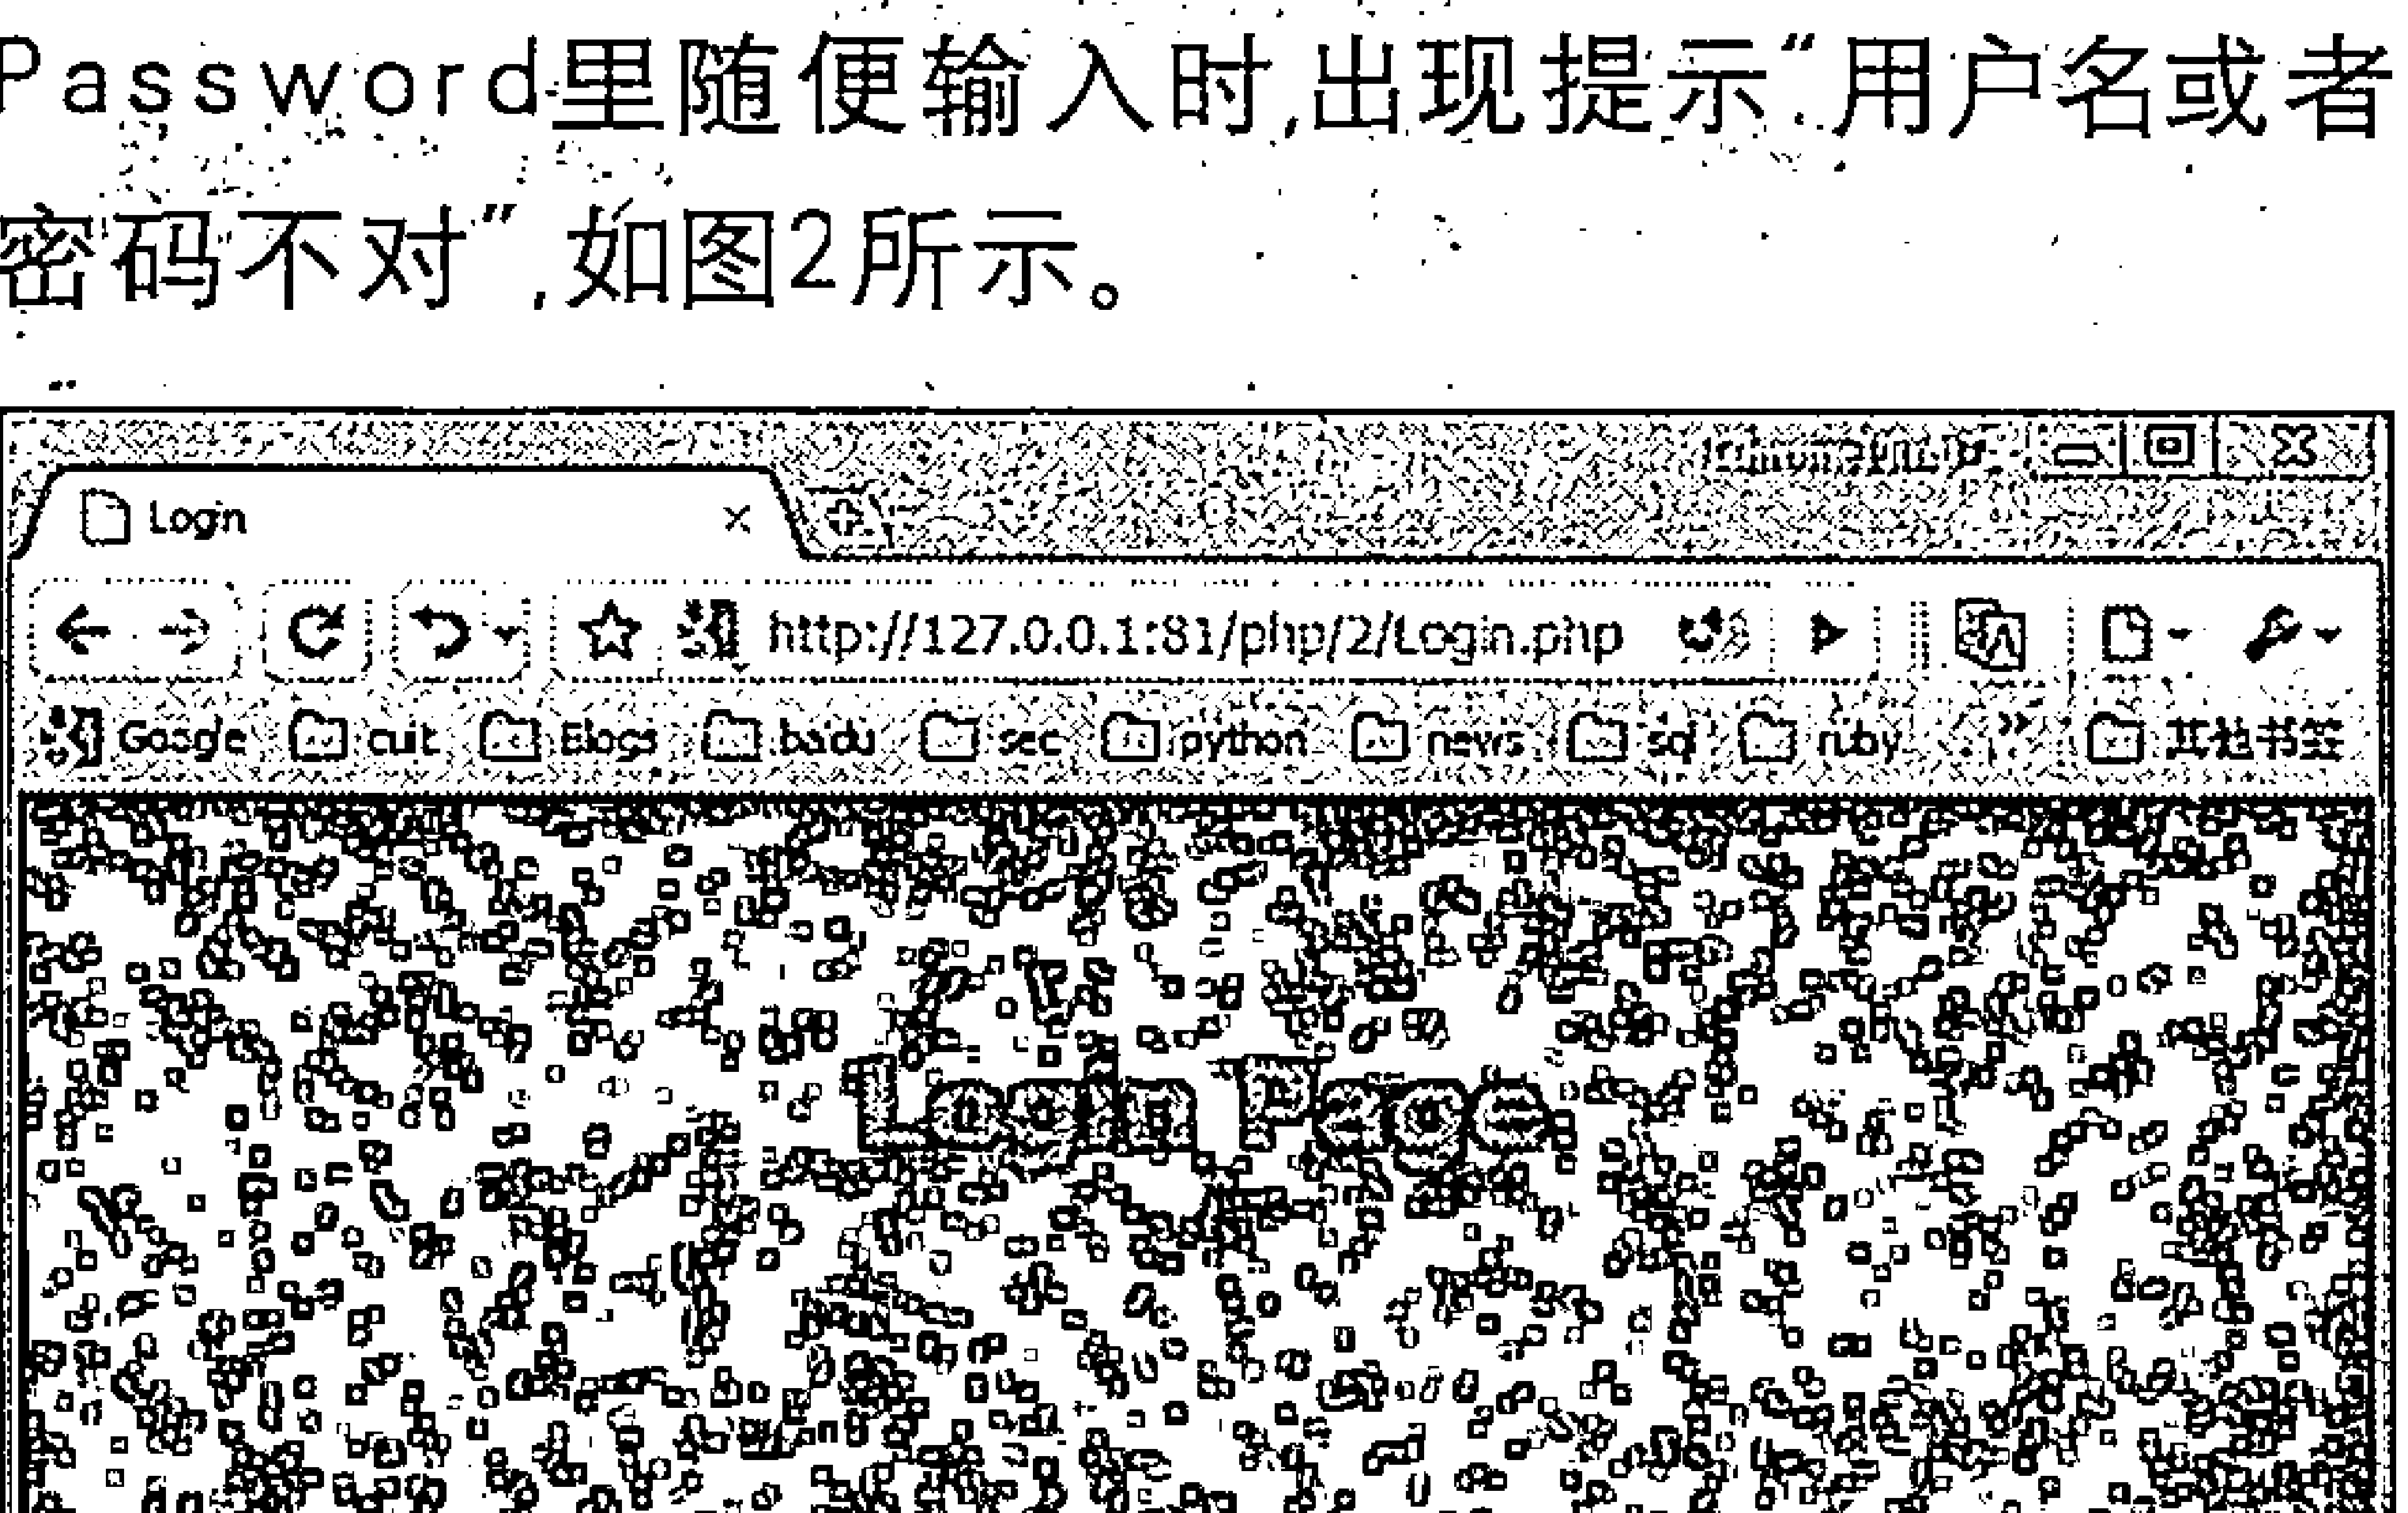 Password里随便输入时,出现提示“用户名或者
密码不对”,如图2所示。
Login
http://127.0.0.1:81/php/2/Login.php
Google cuit Blogs baidu sec python news sql ruby » 其他书签
Login Page